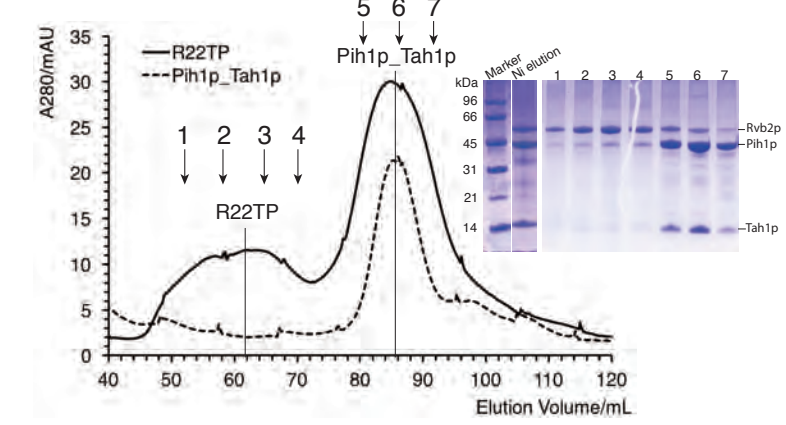 5 6 7
A280/mAU
35
30
25
20
15
10
5
0
R22TP
Pih1p_Tah1p
Pih1p_Tah1p
1 2 3 4
R22TP
40 50 60 70 80 90 100 110 120
Elution Volume/mL
Marker
Ni elution
1 2 3 4 5 6 7
kDa
96
66
45
31
21
14
Rvb2p
Pih1p
Tah1p